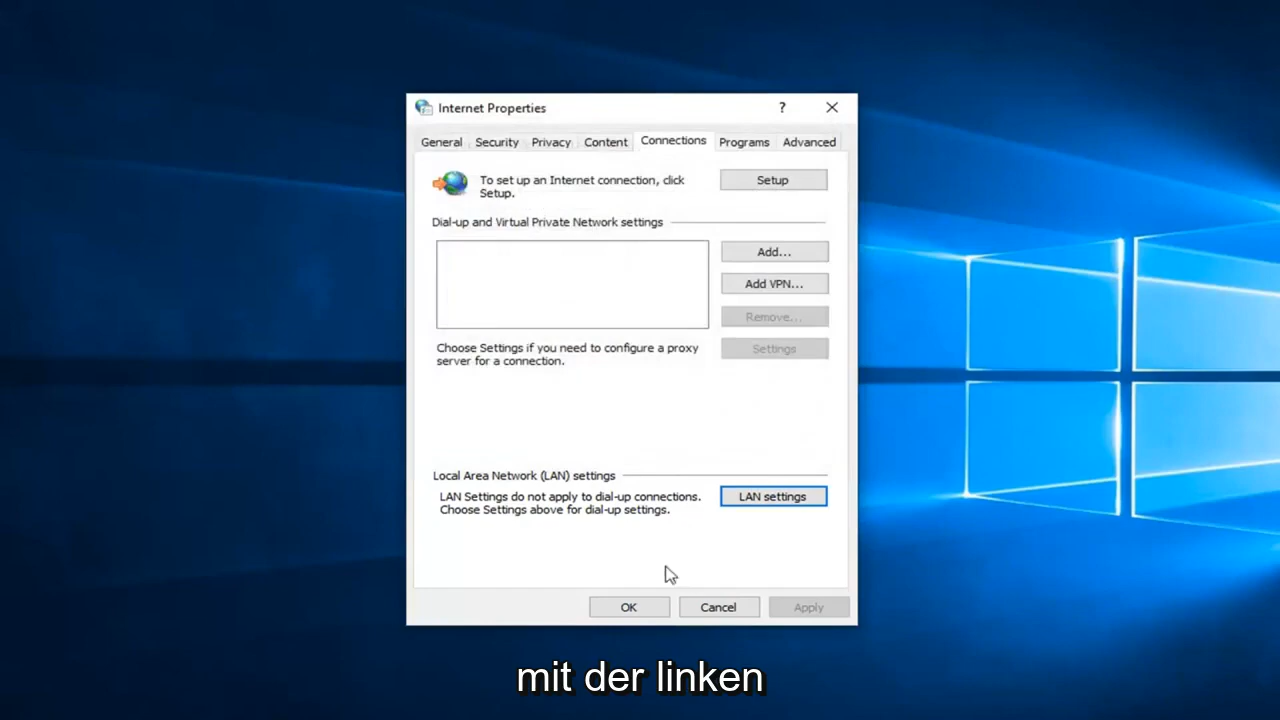 Internet Properties
?
General Security Privacy Content Connections Programs Advanced
To set up an Internet connection, click
Setup.
Setup
Dial-up and Virtual Private Network settings
Add...
Add VPN...
Remove...
Choose Settings if you need to configure a proxy
server for a connection.
Settings
Local Area Network (LAN) settings
LAN Settings do not apply to dial-up connections.
Choose Settings above for dial-up settings.
LAN settings
OK Cancel Apply
mit der linken